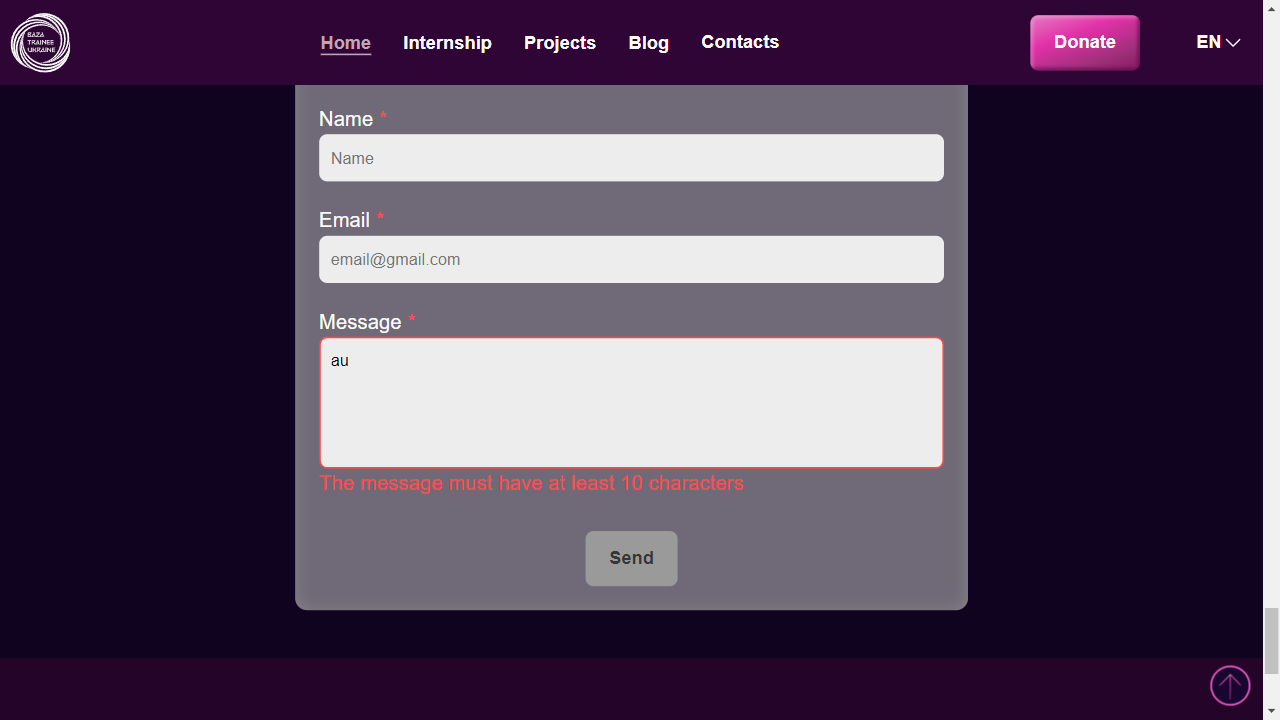 BAZA
TRAINEE
UKRAINE
Home
Internship
Projects
Blog
Contacts
Donate
EN
Name *
Name
Email *
email@gmail.com
Message *
au
The message must have at least 10 characters
Send